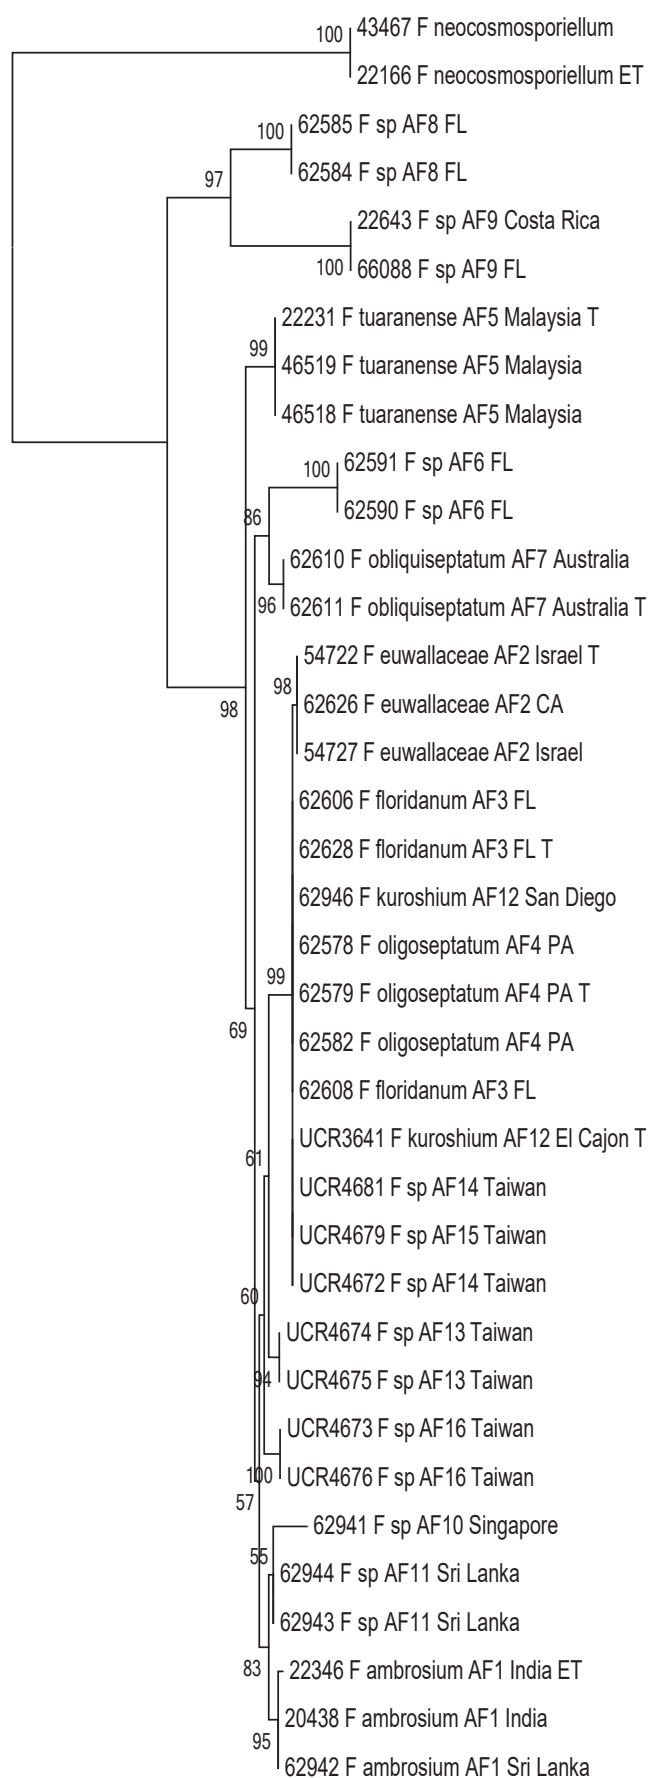 100
43467 F neocosmosporiellum
22166 F neocosmosporiellum ET
100
62585 F sp AF8 FL
62584 F sp AF8 FL
97
22643 F sp AF9 Costa Rica
100
66088 F sp AF9 FL
22231 F tuaranense AF5 Malaysia T
99
46519 F tuaranense AF5 Malaysia
46518 F tuaranense AF5 Malaysia
100
62591 F sp AF6 FL
62590 F sp AF6 FL
86
62610 F obliquiseptatum AF7 Australia
96
62611 F obliquiseptatum AF7 Australia T
54722 F euwallaceae AF2 Israel T
98
62626 F euwallaceae AF2 CA
98
54727 F euwallaceae AF2 Israel
62606 F floridanum AF3 FL
62628 F floridanum AF3 FL T
62946 F kuroshium AF12 San Diego
62578 F oligoseptatum AF4 PA
99
62579 F oligoseptatum AF4 PA T
69
62582 F oligoseptatum AF4 PA
62608 F floridanum AF3 FL
UCR3641 F kuroshium AF12 El Cajon T
61
UCR4681 F sp AF14 Taiwan
UCR4679 F sp AF15 Taiwan
UCR4672 F sp AF14 Taiwan
60
UCR4674 F sp AF13 Taiwan
94
UCR4675 F sp AF13 Taiwan
UCR4673 F sp AF16 Taiwan
100
UCR4676 F sp AF16 Taiwan
57
62941 F sp AF10 Singapore
55
62944 F sp AF11 Sri Lanka
62943 F sp AF11 Sri Lanka
83
22346 F ambrosium AF1 India ET
20438 F ambrosium AF1 India
95
62942 F ambrosium AF1 Sri Lanka